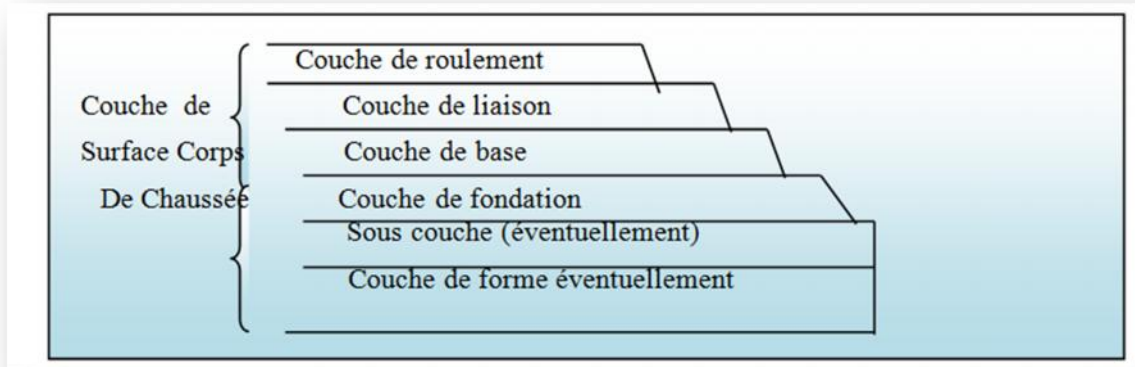 Couche de roulement
Couche de
Couche de liaison
Surface Corps
Couche de base
De Chaussée
Couche de fondation
Sous couche (éventuellement)
Couche de forme éventuellement